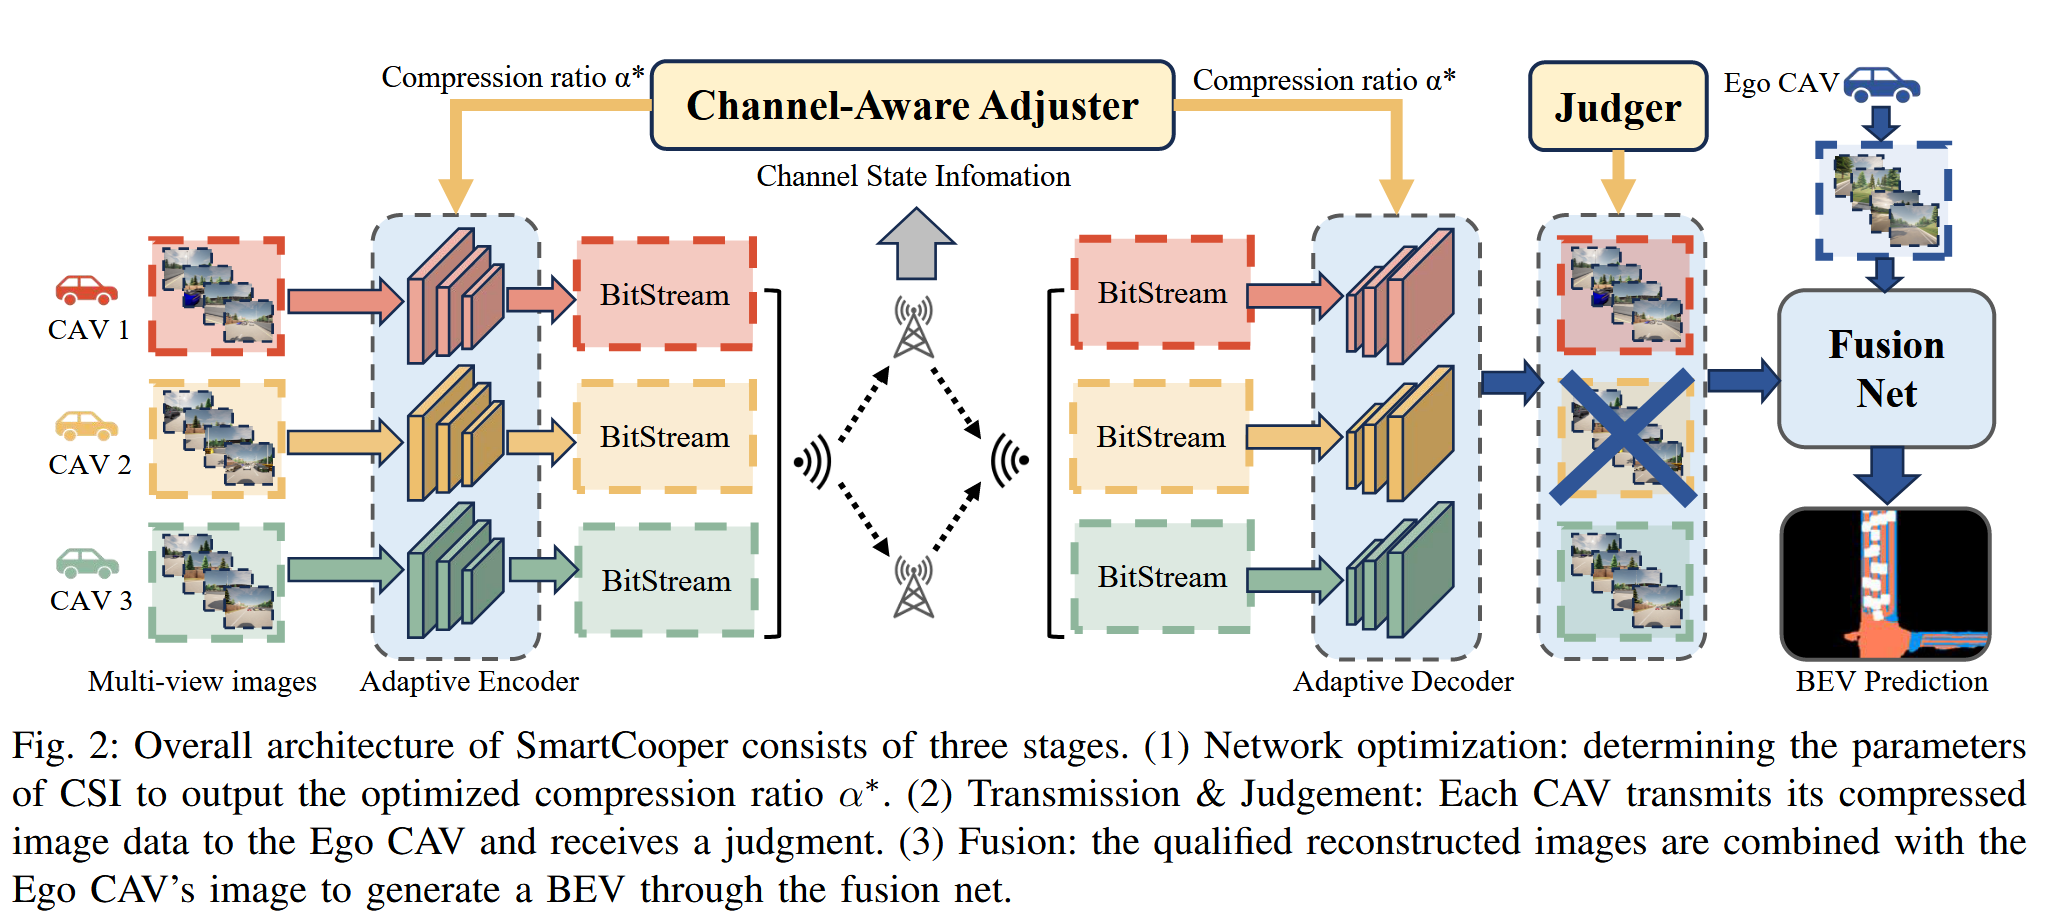 Compression ratio α*
Channel-Aware Adjuster
Compression ratio α*
Judger
Ego CAV
Channel State Infomation
CAV 1
BitStream
BitStream
CAV 2
BitStream
BitStream
CAV 3
BitStream
BitStream
Fusion
Net
Multi-view images
Adaptive Encoder
Adaptive Decoder
BEV Prediction
Fig. 2: Overall architecture of SmartCooper consists of three stages. (1) Network optimization: determining the parameters
of CSI to output the optimized compression ratio α*. (2) Transmission & Judgement: Each CAV transmits its compressed
image data to the Ego CAV and receives a judgment. (3) Fusion: the qualified reconstructed images are combined with the
Ego CAV's image to generate a BEV through the fusion net.